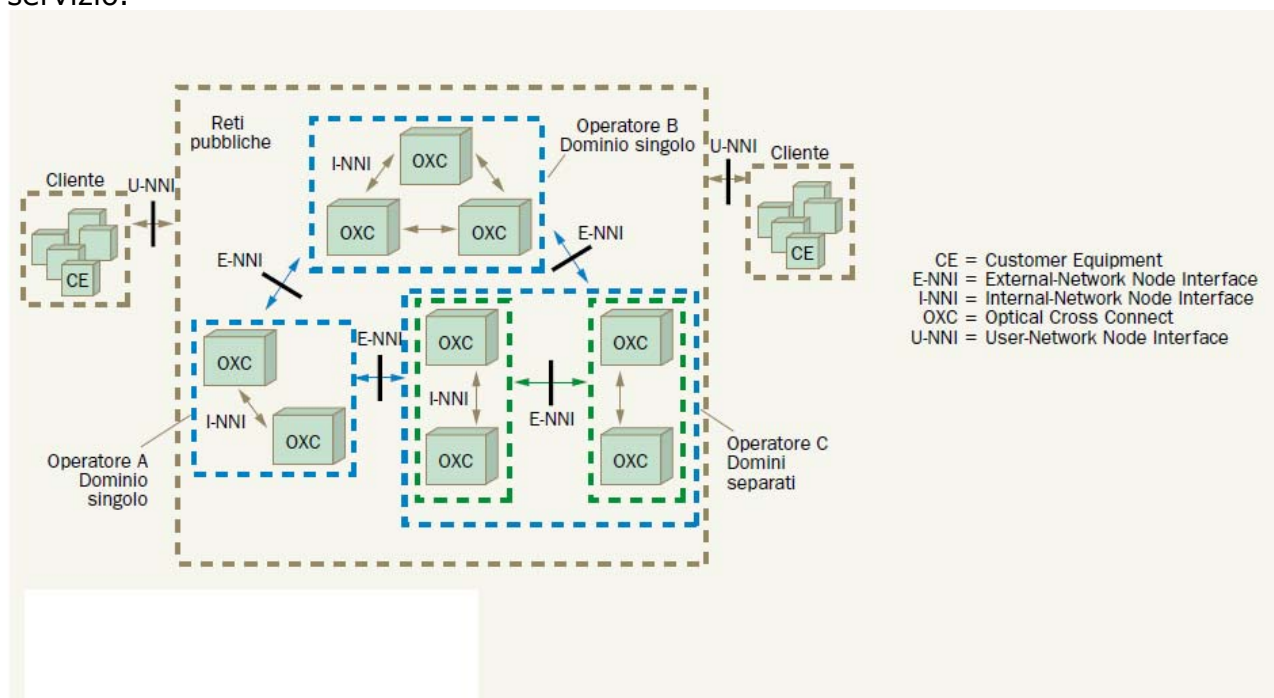 servizio.
Reti
pubbliche
Operatore B
Dominio singolo
U-NNI
Cliente
I-NNI
OXC
Cliente
U-NNI
OXC
OXC
E-NNI
E-NNI
CE
CE
CE = Customer Equipment
E-NNI = External-Network Node Interface
I-NNI = Internal-Network Node Interface
OXC = Optical Cross Connect
U-NNI = User-Network Node Interface
OXC
E-NNI
OXC
OXC
I-NNI
I-NNI
E-NNI
OXC
OXC
OXC
Operatore A
Dominio
singolo
Operatore C
Domini
separati